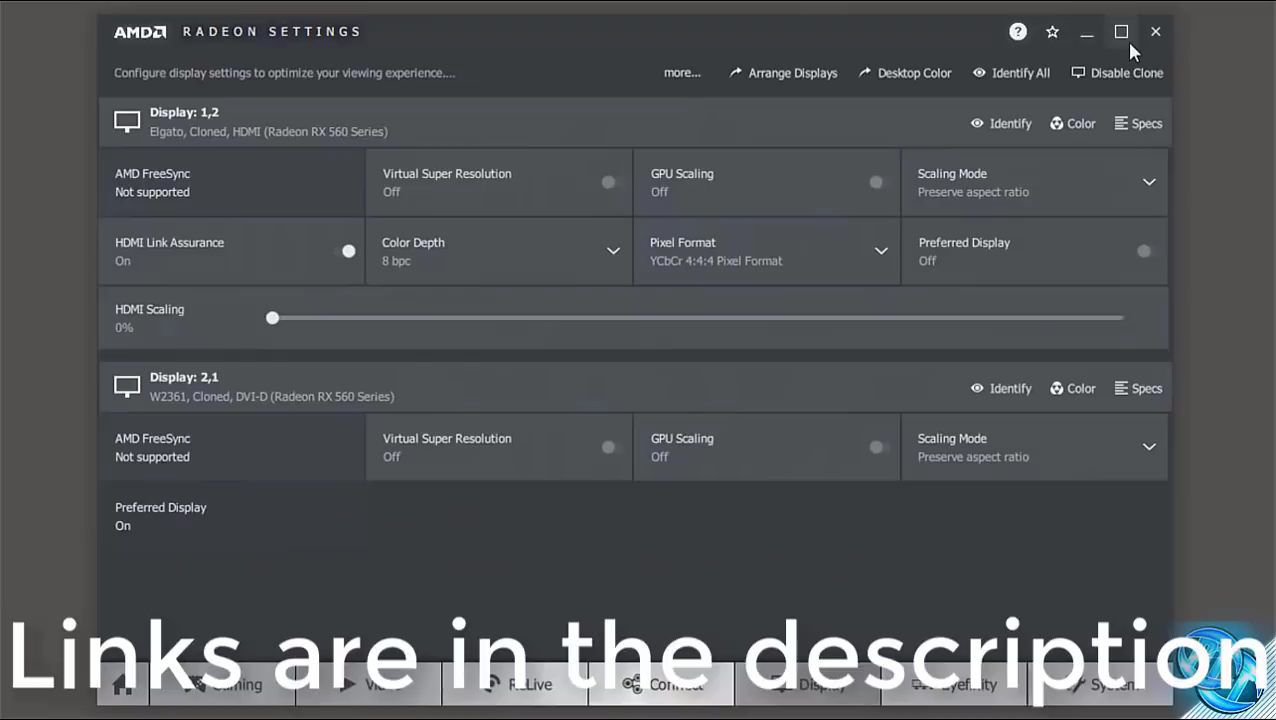 AMD RADEON SETTINGS
Configure display settings to optimize your viewing experience....
more...
Arrange Displays
Desktop Color
Identify All
Disable Clone
Display: 1,2
Elgato, Cloned, HDMI (Radeon RX 560 Series)
Identify
Color
Specs
AMD FreeSync
Not supported
Virtual Super Resolution
Off
GPU Scaling
Off
Scaling Mode
Preserve aspect ratio
HDMI Link Assurance
On
Color Depth
8 bpc
Pixel Format
YCbCr 4:4:4 Pixel Format
Preferred Display
Off
HDMI Scaling
0%
Display: 2,1
W2361, Cloned, DVI-D (Radeon RX 560 Series)
Identify
Color
Specs
AMD FreeSync
Not supported
Virtual Super Resolution
Off
GPU Scaling
Off
Scaling Mode
Preserve aspect ratio
Preferred Display
On
Links are in the description
Gaming
Video
ReLive
Connect
Display
Eyefinity
System